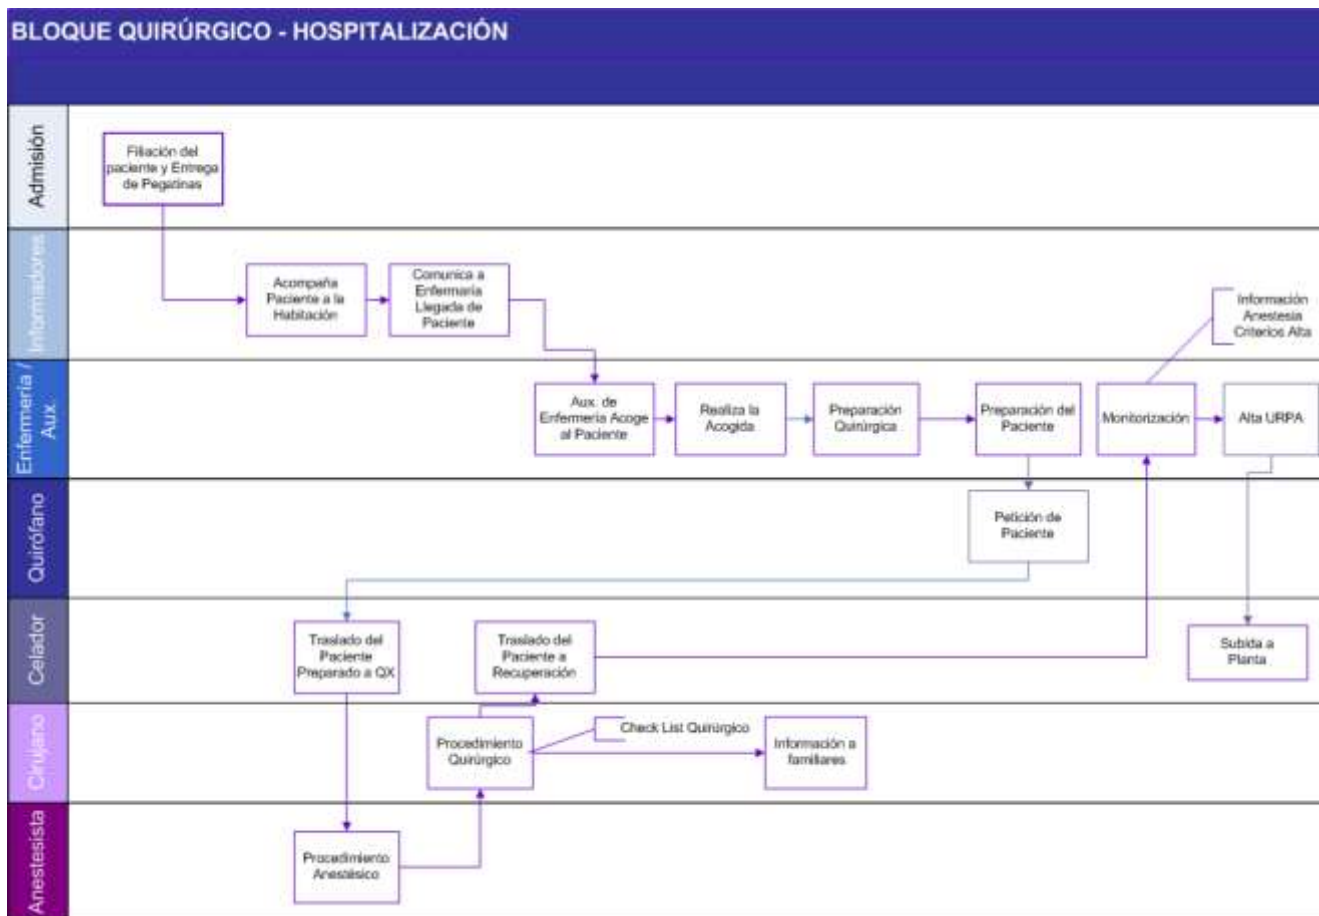 BLOQUE QUIRÚRGICO - HOSPITALIZACIÓN
Admisión
Filiación del
paciente y Entrega
de Pegatinas
Informadores
Acompaña
Paciente a la
Habitación
Comunica a
Enfermaría
Llegada de
Paciente
Información
Anestesia
Criterios Alta
Enfermería /
Aux.
Aux. de
Enfermería Acoge
al Paciente
Realiza la
Acogida
Preparación
Quirúrgica
Preparación del
Paciente
Monitorización
Alta URPA
Quirófano
Petición de
Paciente
Celador
Traslado del
Paciente
Preparado a QX
Traslado del
Paciente a
Recuperación
Subida a
Planta
Cirujano
Procedimiento
Quirúrgico
Check List Quirúrgico
Información a
familiares
Anestesista
Procedimiento
Anestésico